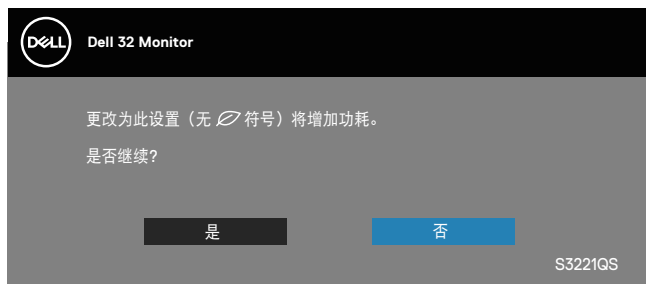 DELL
Dell 32 Monitor
更改为此设置（无 符号）将增加功耗。
是否继续?
是
否
S3221QS